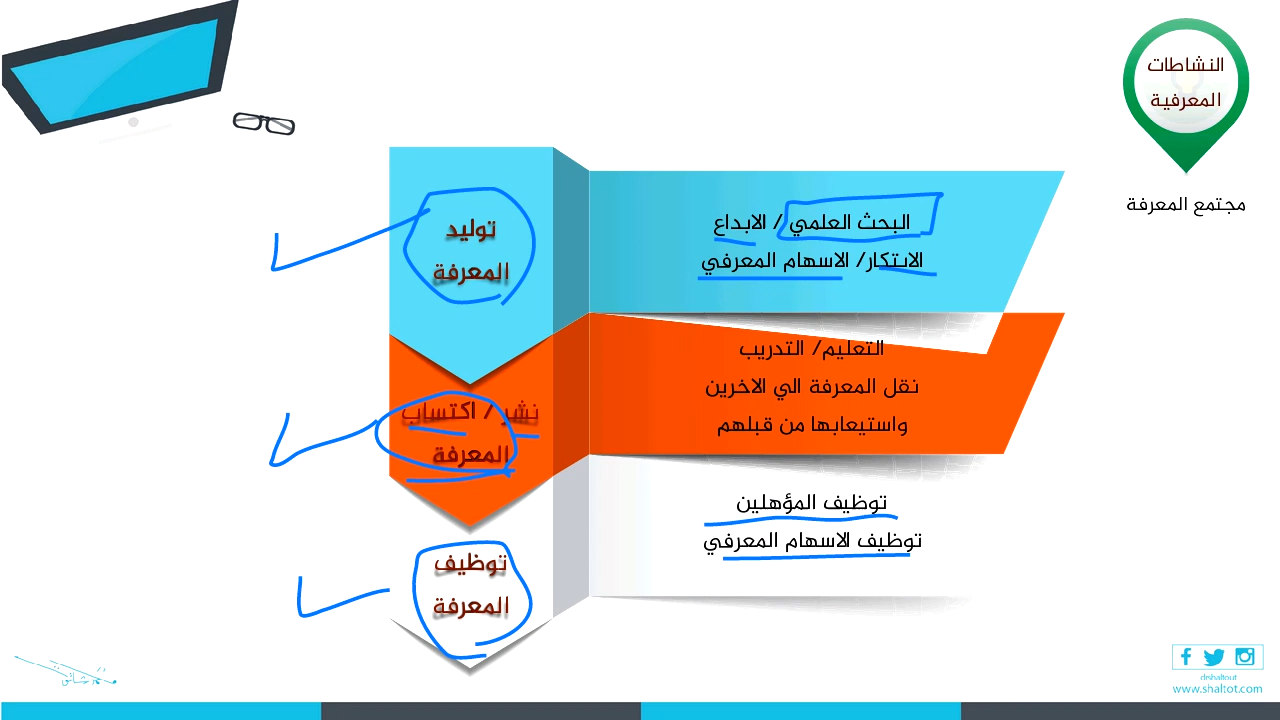 النشاطات
المعرفية
مجتمع المعرفة
توليد
المعرفة
البحث العلمي / الابداع
الابتكار/ الاسهام المعرفي
نشر / اكتساب
المعرفة
التعليم/ التدريب
نقل المعرفة الي الاخرين
واستيعابها من قبلهم
توظيف
المعرفة
توظيف المؤهلين
توظيف الاسهام المعرفي
drshaltout
www.shaltot.com